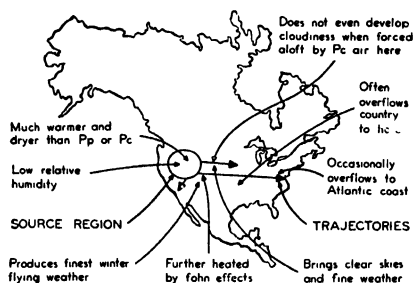 Does not even develop
cloudiness when forced
aloft by Pc air here
Often
overflows
country
to
Much warmer and
dryer than Pp or Pc
Low relative
humidity
Occasionally
overflows to
Atlantic coast
SOURCE REGION
TRAJECTORIES
Produces finest winter
flying weather
Further heated
by fohn effects
Brings clear skies
and fine weather